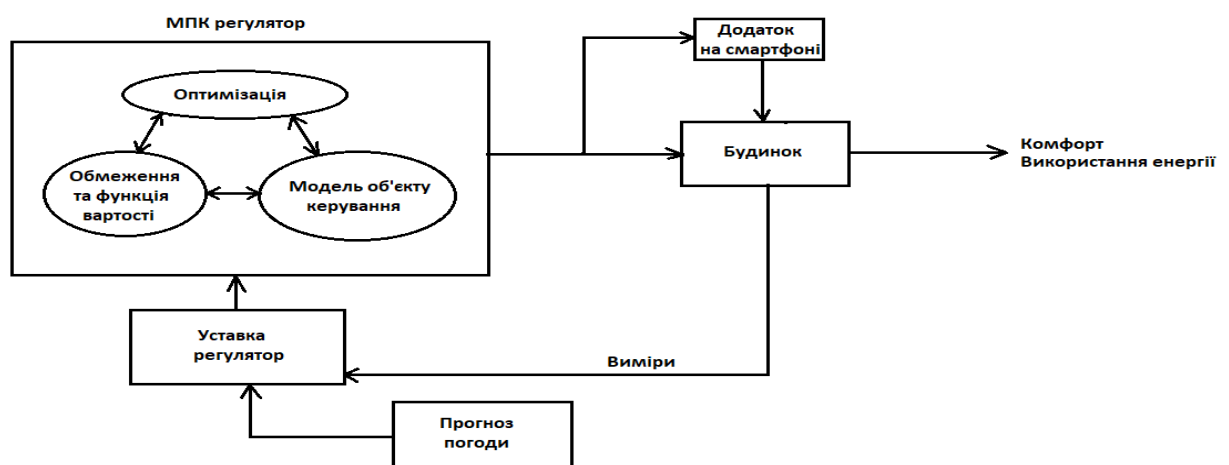 МПК регулятор
Додаток
на смартфоні
Оптимізація
Обмеження
та функція
вартості
Модель об'єкту
керування
Будинок
Комфорт
Використання енергії
Уставка
регулятор
Виміри
Прогноз
погоди